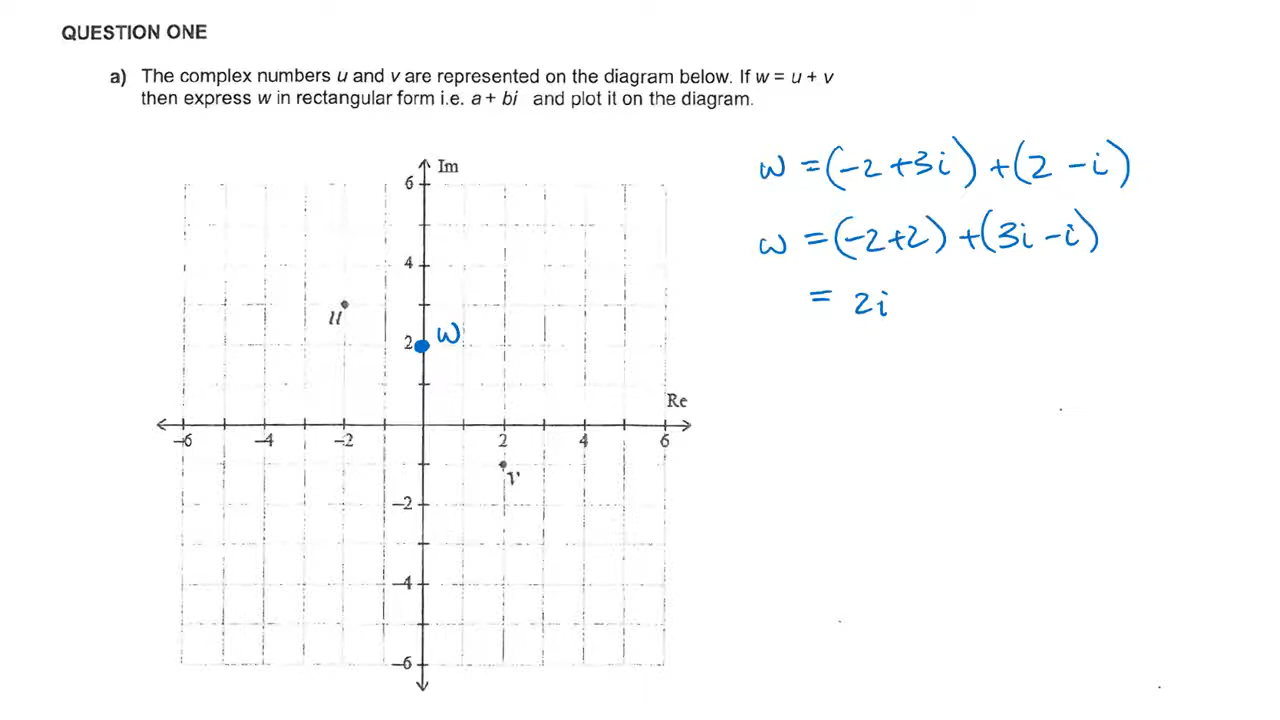 QUESTION ONE
a) The complex numbers u and v are represented on the diagram below. If w = u + v
then express w in rectangular form i.e. a + bi and plot it on the diagram.
w = (-2 + 3i) + (2 - i)
w = (-2+2) + (3i - i)
= 2i
Im
6
4
u
2
w
Re
-6 -4 -2 2 4 6
v
-2
-4
-6